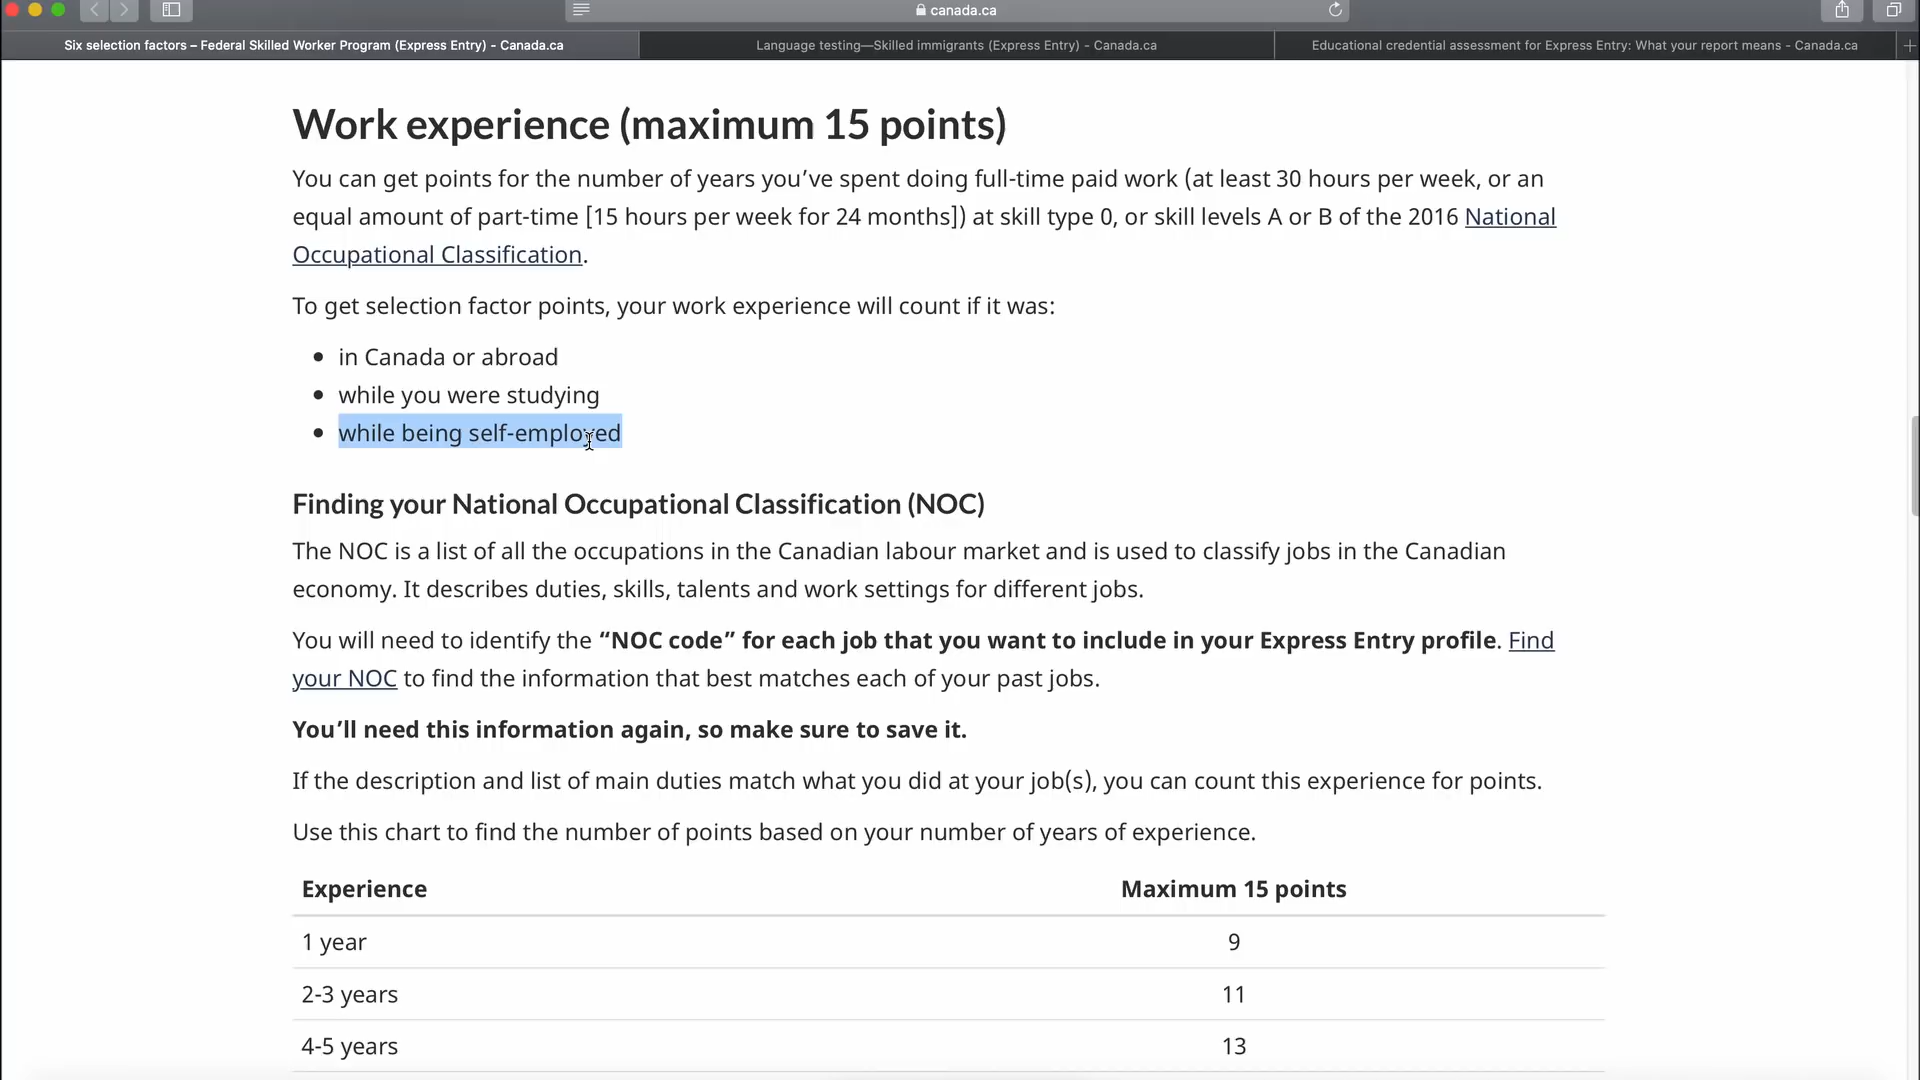 canada.ca
Six selection factors – Federal Skilled Worker Program (Express Entry) - Canada.ca
Language testing—Skilled immigrants (Express Entry) - Canada.ca
Educational credential assessment for Express Entry: What your report means - Canada.ca
Work experience (maximum 15 points)
You can get points for the number of years you’ve spent doing full-time paid work (at least 30 hours per week, or an
equal amount of part-time [15 hours per week for 24 months]) at skill type 0, or skill levels A or B of the 2016 National
Occupational Classification.
To get selection factor points, your work experience will count if it was:
• in Canada or abroad
• while you were studying
• while being self-employed
Finding your National Occupational Classification (NOC)
The NOC is a list of all the occupations in the Canadian labour market and is used to classify jobs in the Canadian
economy. It describes duties, skills, talents and work settings for different jobs.
You will need to identify the “NOC code” for each job that you want to include in your Express Entry profile. Find
your NOC to find the information that best matches each of your past jobs.
You’ll need this information again, so make sure to save it.
If the description and list of main duties match what you did at your job(s), you can count this experience for points.
Use this chart to find the number of points based on your number of years of experience.
Experience Maximum 15 points
1 year 9
2-3 years 11
4-5 years 13